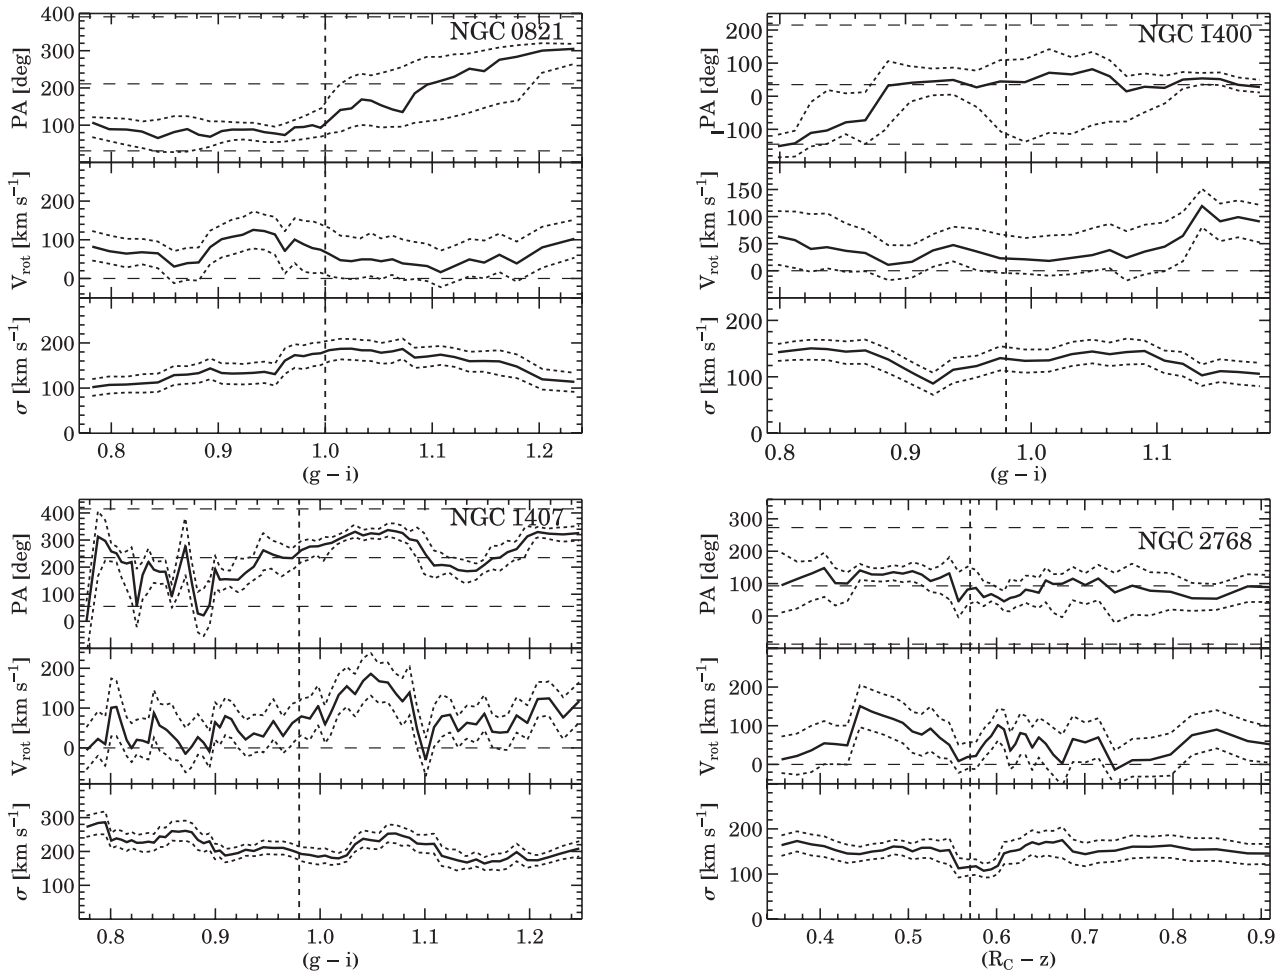 NGC 0821
PA [deg]
400
300
200
100
V_rot [km s⁻¹]
200
100
0
σ [km s⁻¹]
200
100
0
0.8 0.9 1.0 1.1 1.2
(g − i)
NGC 1400
PA [deg]
200
100
0
−100
V_rot [km s⁻¹]
150
100
50
0
σ [km s⁻¹]
200
100
0
0.8 0.9 1.0 1.1
(g − i)
NGC 1407
PA [deg]
400
300
200
100
0
V_rot [km s⁻¹]
200
100
0
σ [km s⁻¹]
300
200
100
1.0 0.8 0.9 1.1 1.2
(g − i)
NGC 2768
PA [deg]
300
200
100
0
V_rot [km s⁻¹]
200
100
0
σ [km s⁻¹]
200
100
0
0.4 0.5 0.6 0.7 0.8 0.9
(R_C − z)